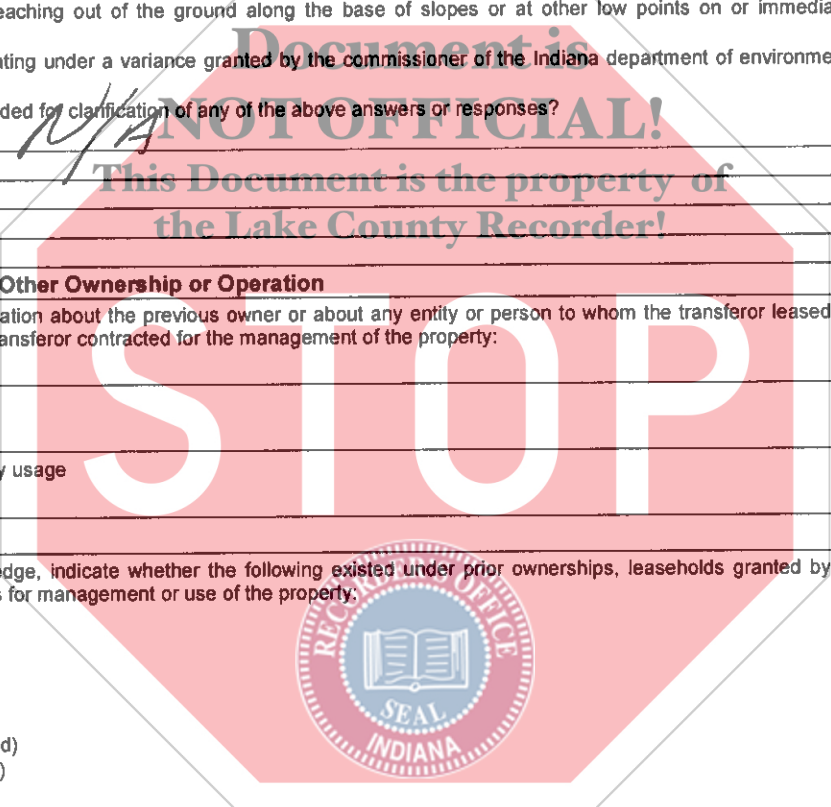 eaching out of the ground along the base of slopes or at other low points on or immedia
Document is
ting under a variance granted by the commissioner of the Indiana department of environme
ded for clarification of any of the above answers or responses?
N/A
NOT OFFICIAL!
This Document is the property of
the Lake County Recorder!
Other Ownership or Operation
ation about the previous owner or about any entity or person to whom the transferor leased
ansferor contracted for the management of the property:
STOP
y usage
edge, indicate whether the following existed under prior ownerships, leaseholds granted by
s for management or use of the property:
RECORDER'S OFFICE
SEAL
INDIANA
d)
)